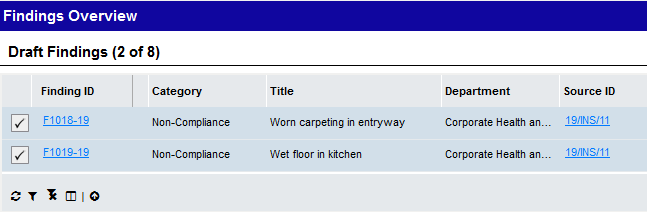 Findings Overview
Draft Findings (2 of 8)
Finding ID Category Title Department Source ID
F1018-19 Non-Compliance Worn carpeting in entryway Corporate Health an... 19/INS/11
F1019-19 Non-Compliance Wet floor in kitchen Corporate Health an... 19/INS/11